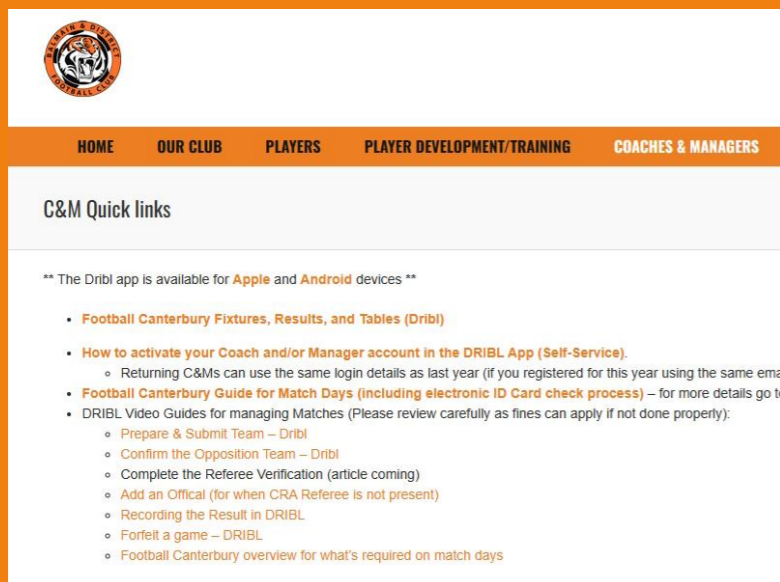 BALMAIN & DISTRICT
FOOTBALL CLUB
HOME OUR CLUB PLAYERS PLAYER DEVELOPMENT/TRAINING COACHES & MANAGERS
C&M Quick links
** The Dribl app is available for Apple and Android devices **
• Football Canterbury Fixtures, Results, and Tables (Dribl)
• How to activate your Coach and/or Manager account in the DRIBL App (Self-Service).
◦ Returning C&Ms can use the same login details as last year (if you registered for this year using the same ema
• Football Canterbury Guide for Match Days (including electronic ID Card check process) – for more details go t
• DRIBL Video Guides for managing Matches (Please review carefully as fines can apply if not done properly):
◦ Prepare & Submit Team – Dribl
◦ Confirm the Opposition Team – Dribl
◦ Complete the Referee Verification (article coming)
◦ Add an Offical (for when CRA Referee is not present)
◦ Recording the Result in DRIBL
◦ Forfeit a game – DRIBL
◦ Football Canterbury overview for what's required on match days